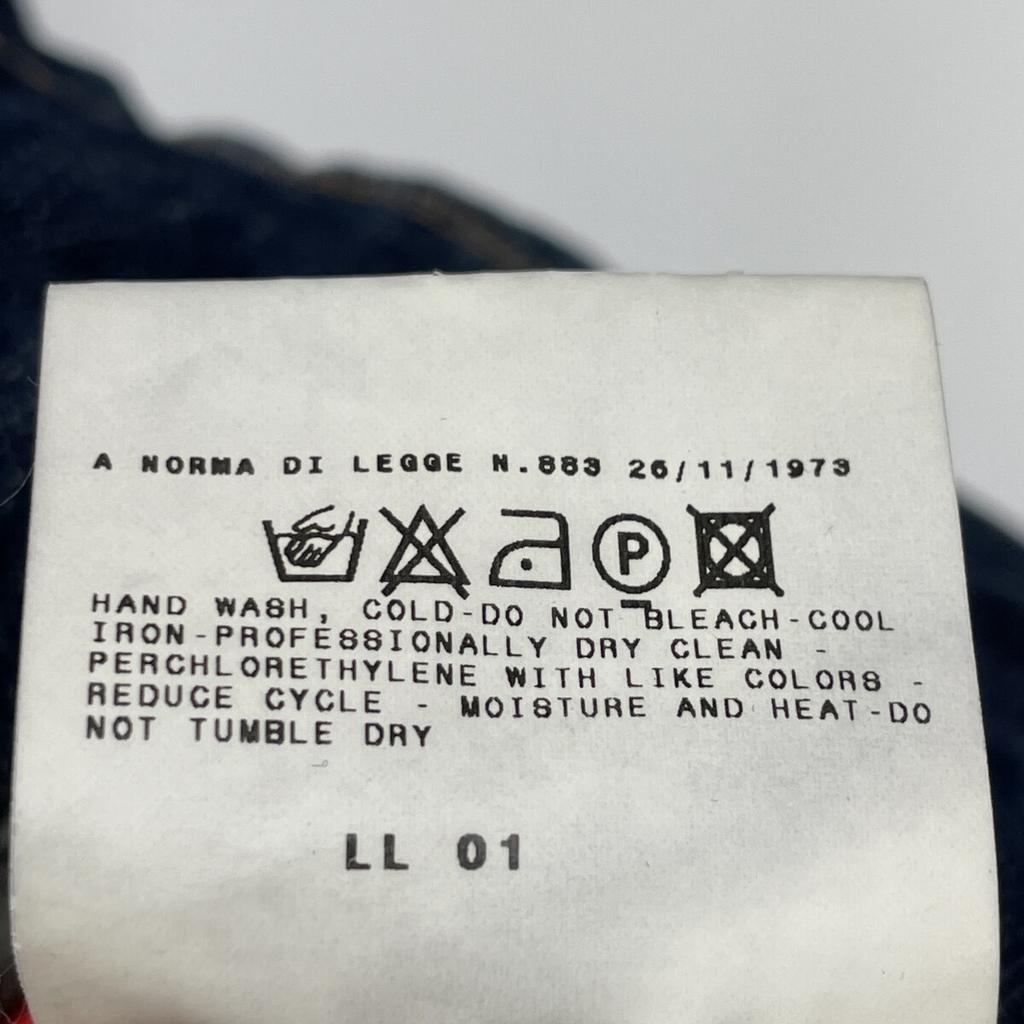 A NORMA DI LEGGE N.883 26/11/1973
P
HAND WASH, COLD-DO NOT BLEACH-COOL
IRON-PROFESSIONALLY DRY CLEAN -
PERCHLORETHYLENE WITH LIKE COLORS -
REDUCE CYCLE - MOISTURE AND HEAT-DO
NOT TUMBLE DRY
LL 01